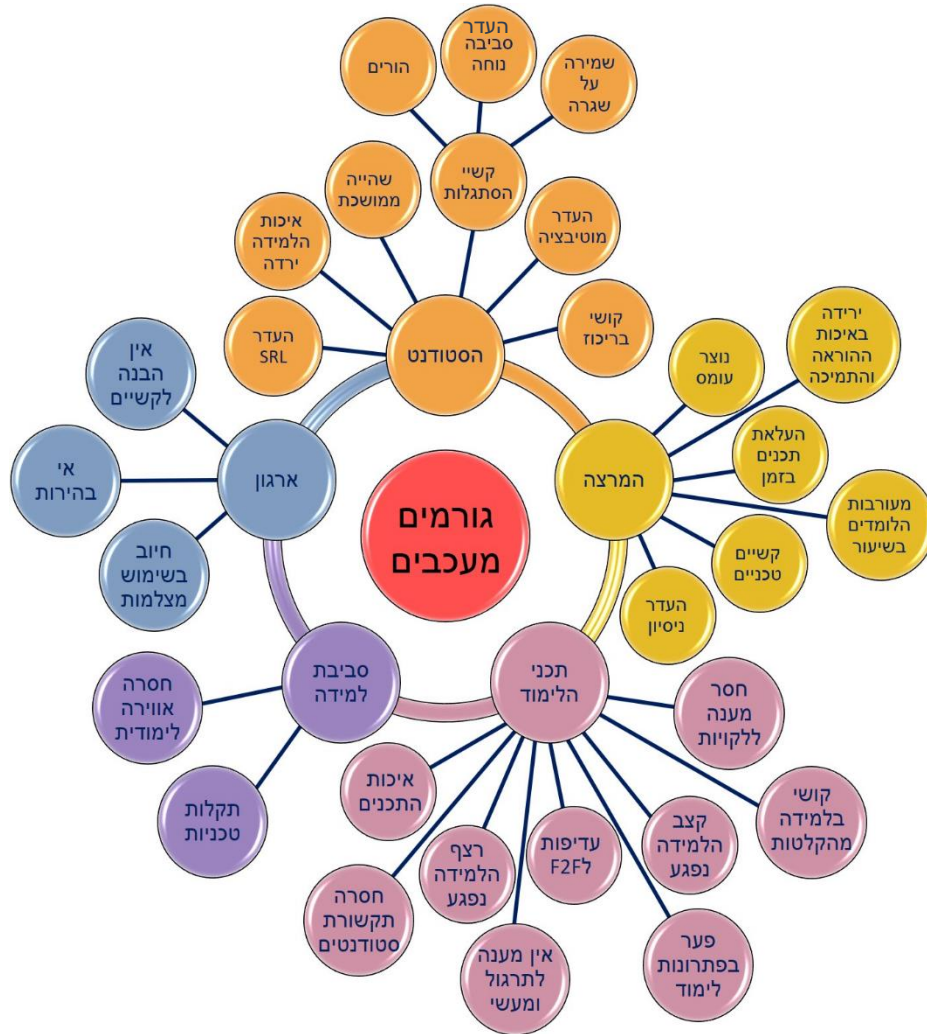 העדר
סביבה
נוחה
הורים
שמירה
על
שגרה
קשיי
הסתגלות
שהייה
ממושכת
איכות
הלמידה
ירדה
העדר
מוטיבציה
העדר
SRL
הסטודנט
קושי
בריכוז
ירידה
באיכות
ההוראה
והתמיכה
נוצר
עומס
העלאת
תכנים
בזמן
המרצה
מעורבות
הלומדים
בשיעור
קשיים
טכניים
העדר
ניסיון
אין
הבנה
לקשיים
ארגון
אי
בהירות
חיוב
בשימוש
מצלמות
גורמים
מעכבים
סביבת
למידה
חסרה
אווירה
לימודית
תקלות
טכניות
תכני
הלימוד
חסר
מענה
ללקויות
קושי
בלמידה
מהקלטות
קצב
הלמידה
נפגע
פער
בפתרונות
לימוד
עדיפות
לF2F
אין מענה
לתרגול
ומעשי
רצף
הלמידה
נפגע
איכות
התכנים
חסרה
תקשורת
סטודנטים